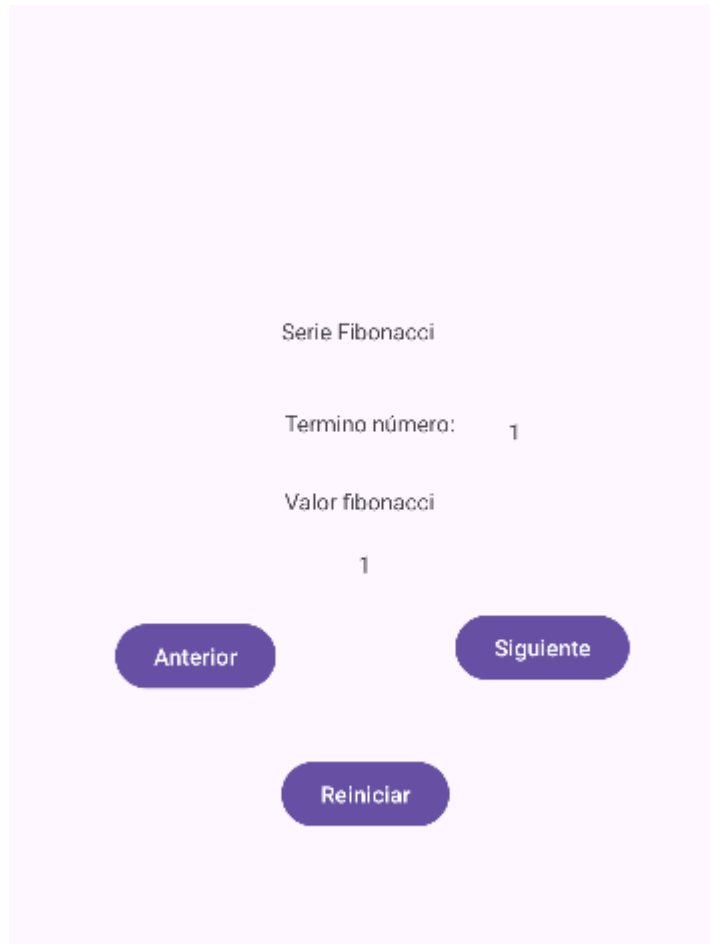 Serie Fibonacci
Termino número: 1
Valor fibonacci
1
Anterior Siguiente
Reiniciar